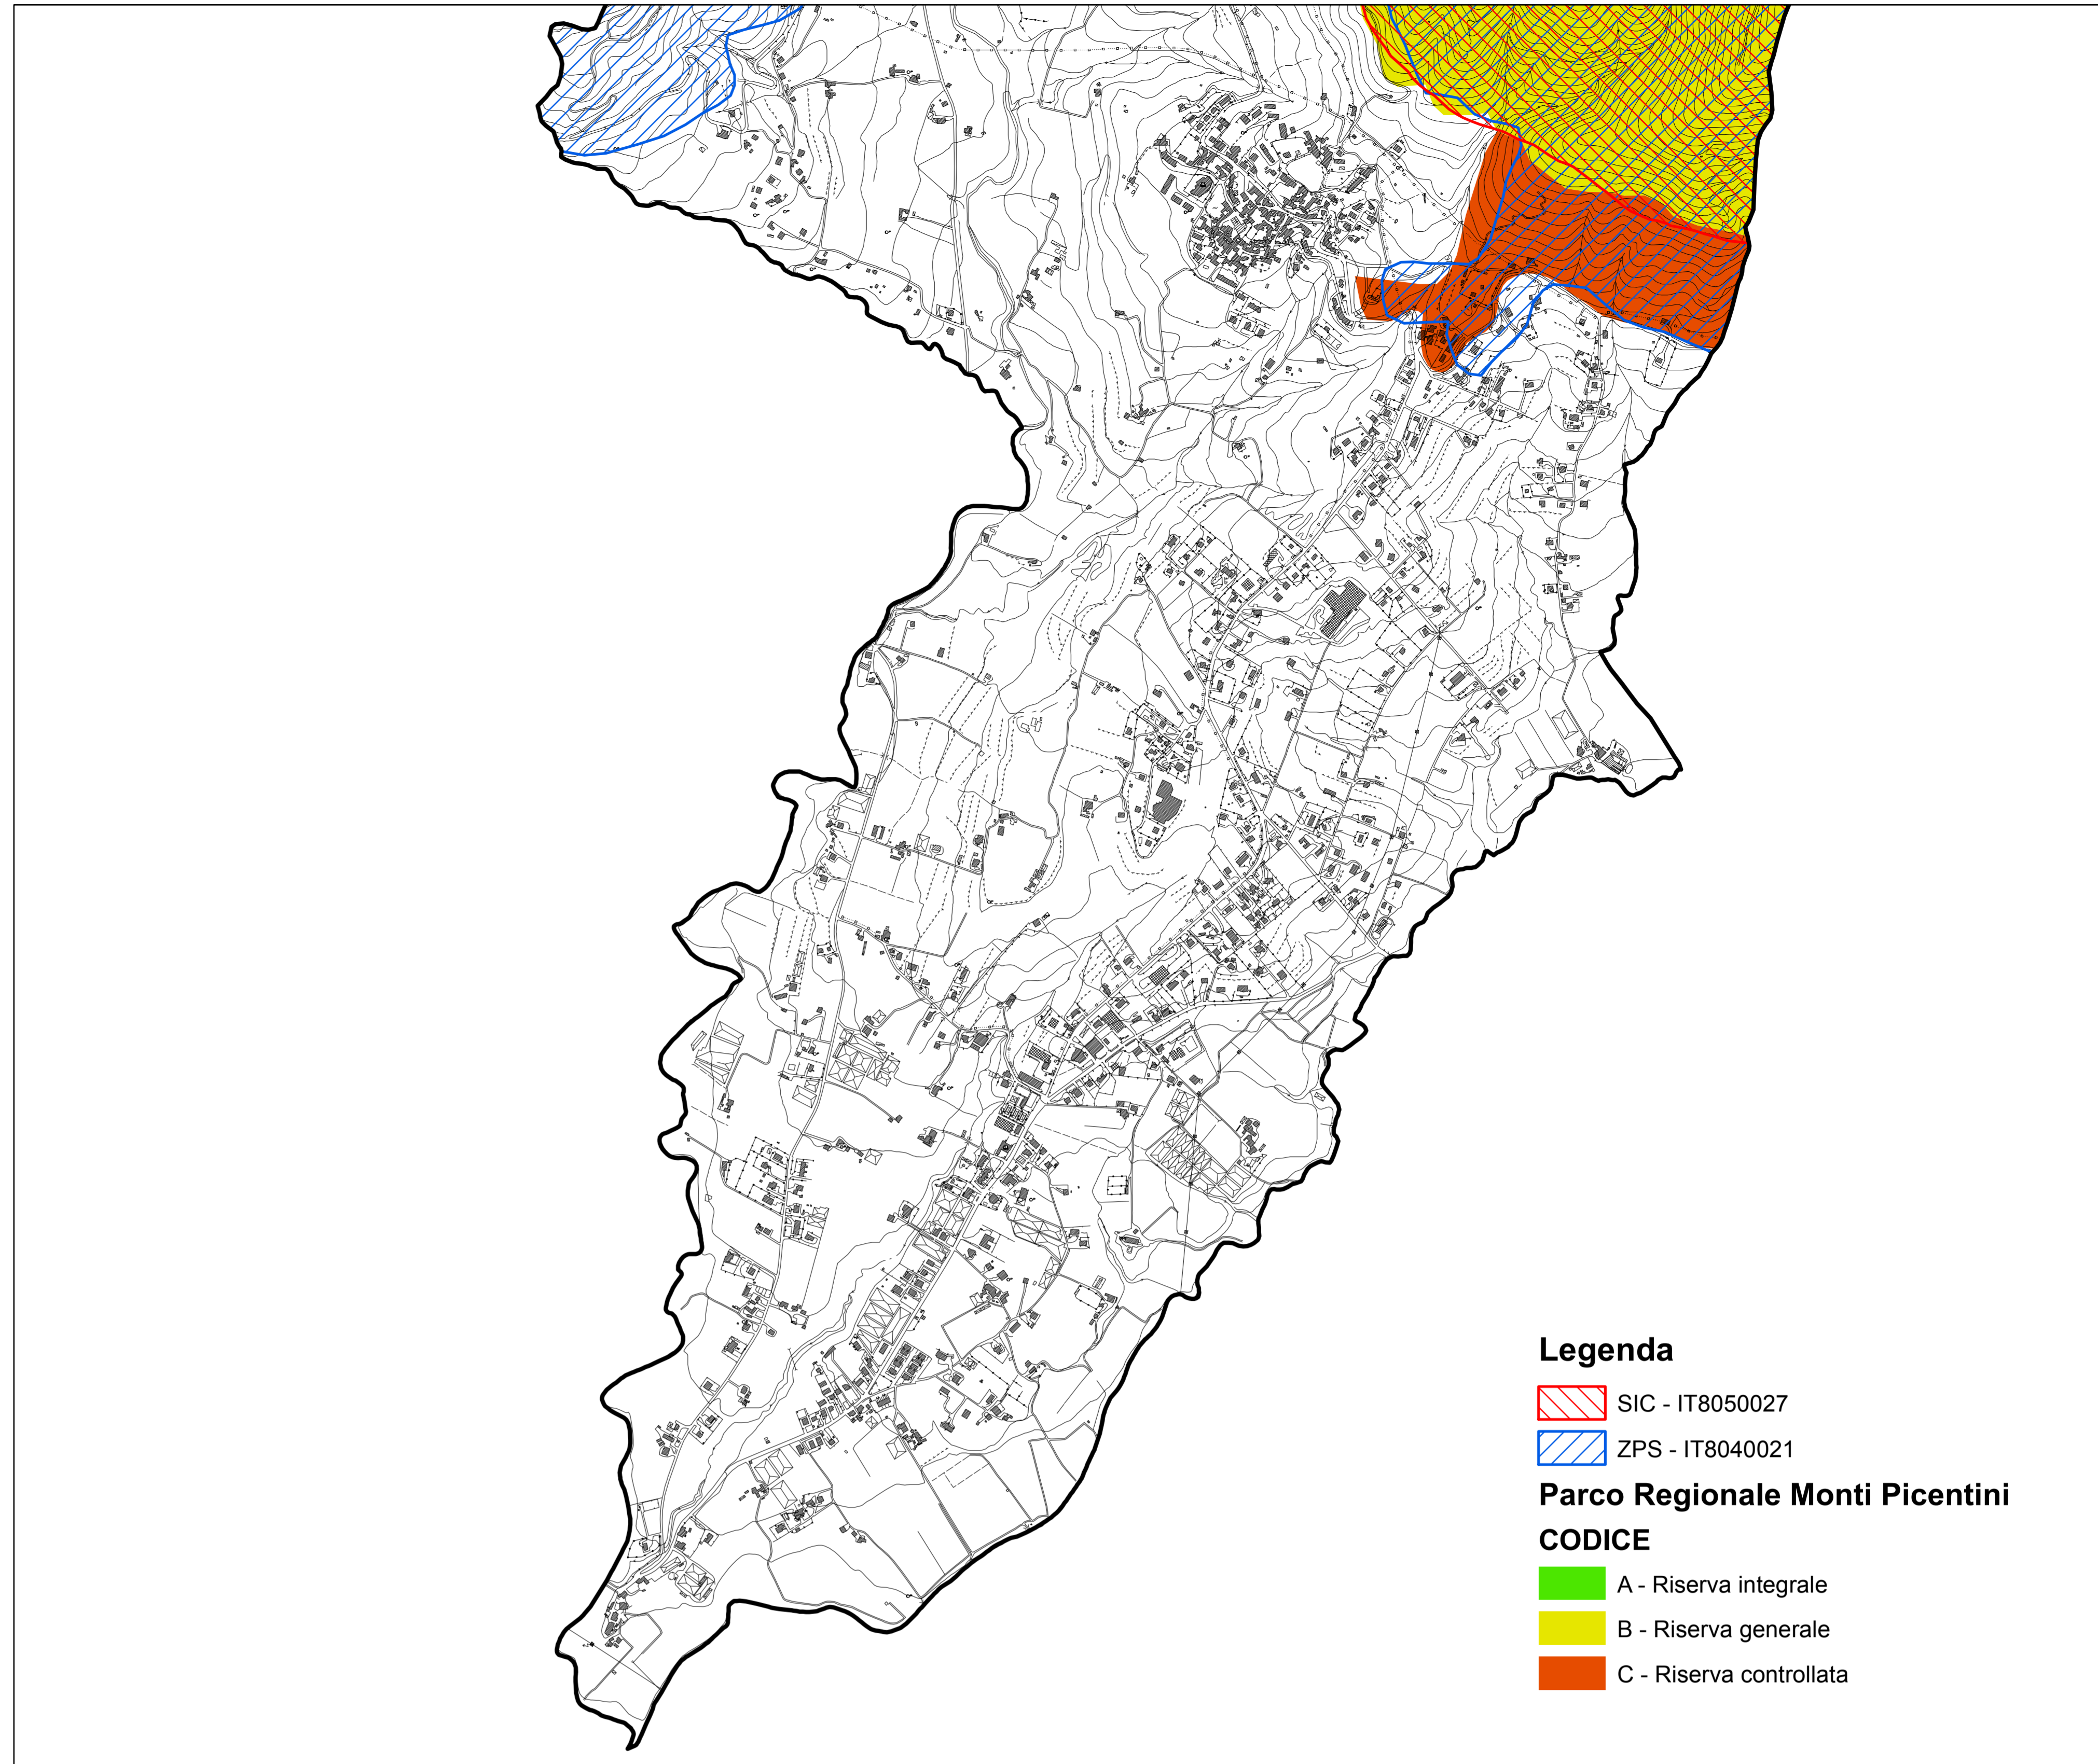 Legenda
SIC - IT8050027
ZPS - IT8040021
Parco Regionale Monti Picentini
CODICE
A - Riserva integrale
B - Riserva generale
C - Riserva controllata